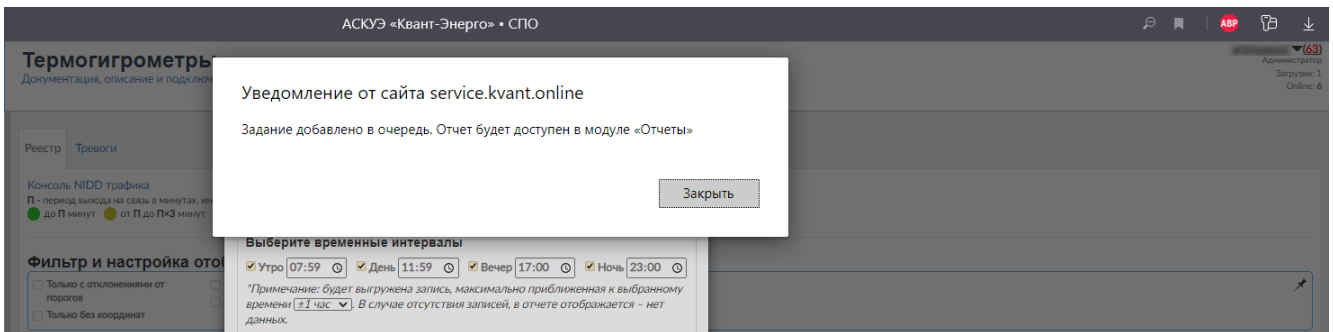 АСКУЭ «Квант-Энерго» • СПО
ABP
Термогигрометры
Документация, описание и подключ
(63)
Администратор
Загрузки: 1
Online: 6
Уведомление от сайта service.kvant.online
Задание добавлено в очередь. Отчет будет доступен в модуле «Отчеты»
Закрыть
Реестр Тревоги
Консоль NIDD трафика
П - период выхода на связь в минутах, ин
до П минут от П до П×3 минут
Выберите временные интервалы
Утро 07:59 День 11:59 Вечер 17:00 Ночь 23:00
*Примечание: будет выгружена запись, максимально приближенная к выбранному
времени ±1 час . В случае отсутствия записей, в отчете отображается – нет
данных.
Фильтр и настройка ото
Только с отклонениями от
порогов
Только без координат